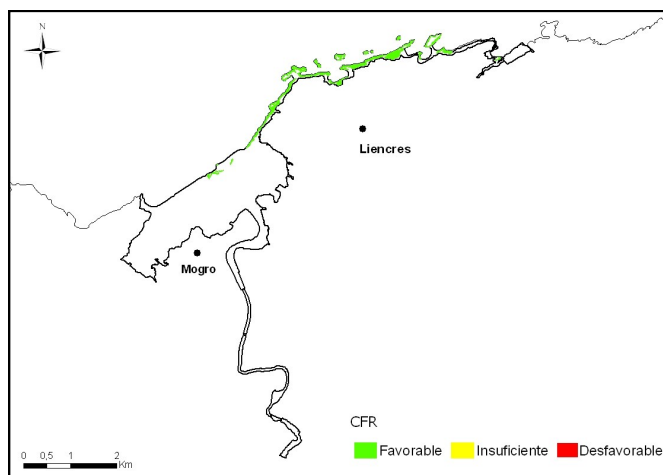 N
Liencres
Mogro
CFR
Favorable Insuficiente Desfavorable
0 0,5 1 2
Km